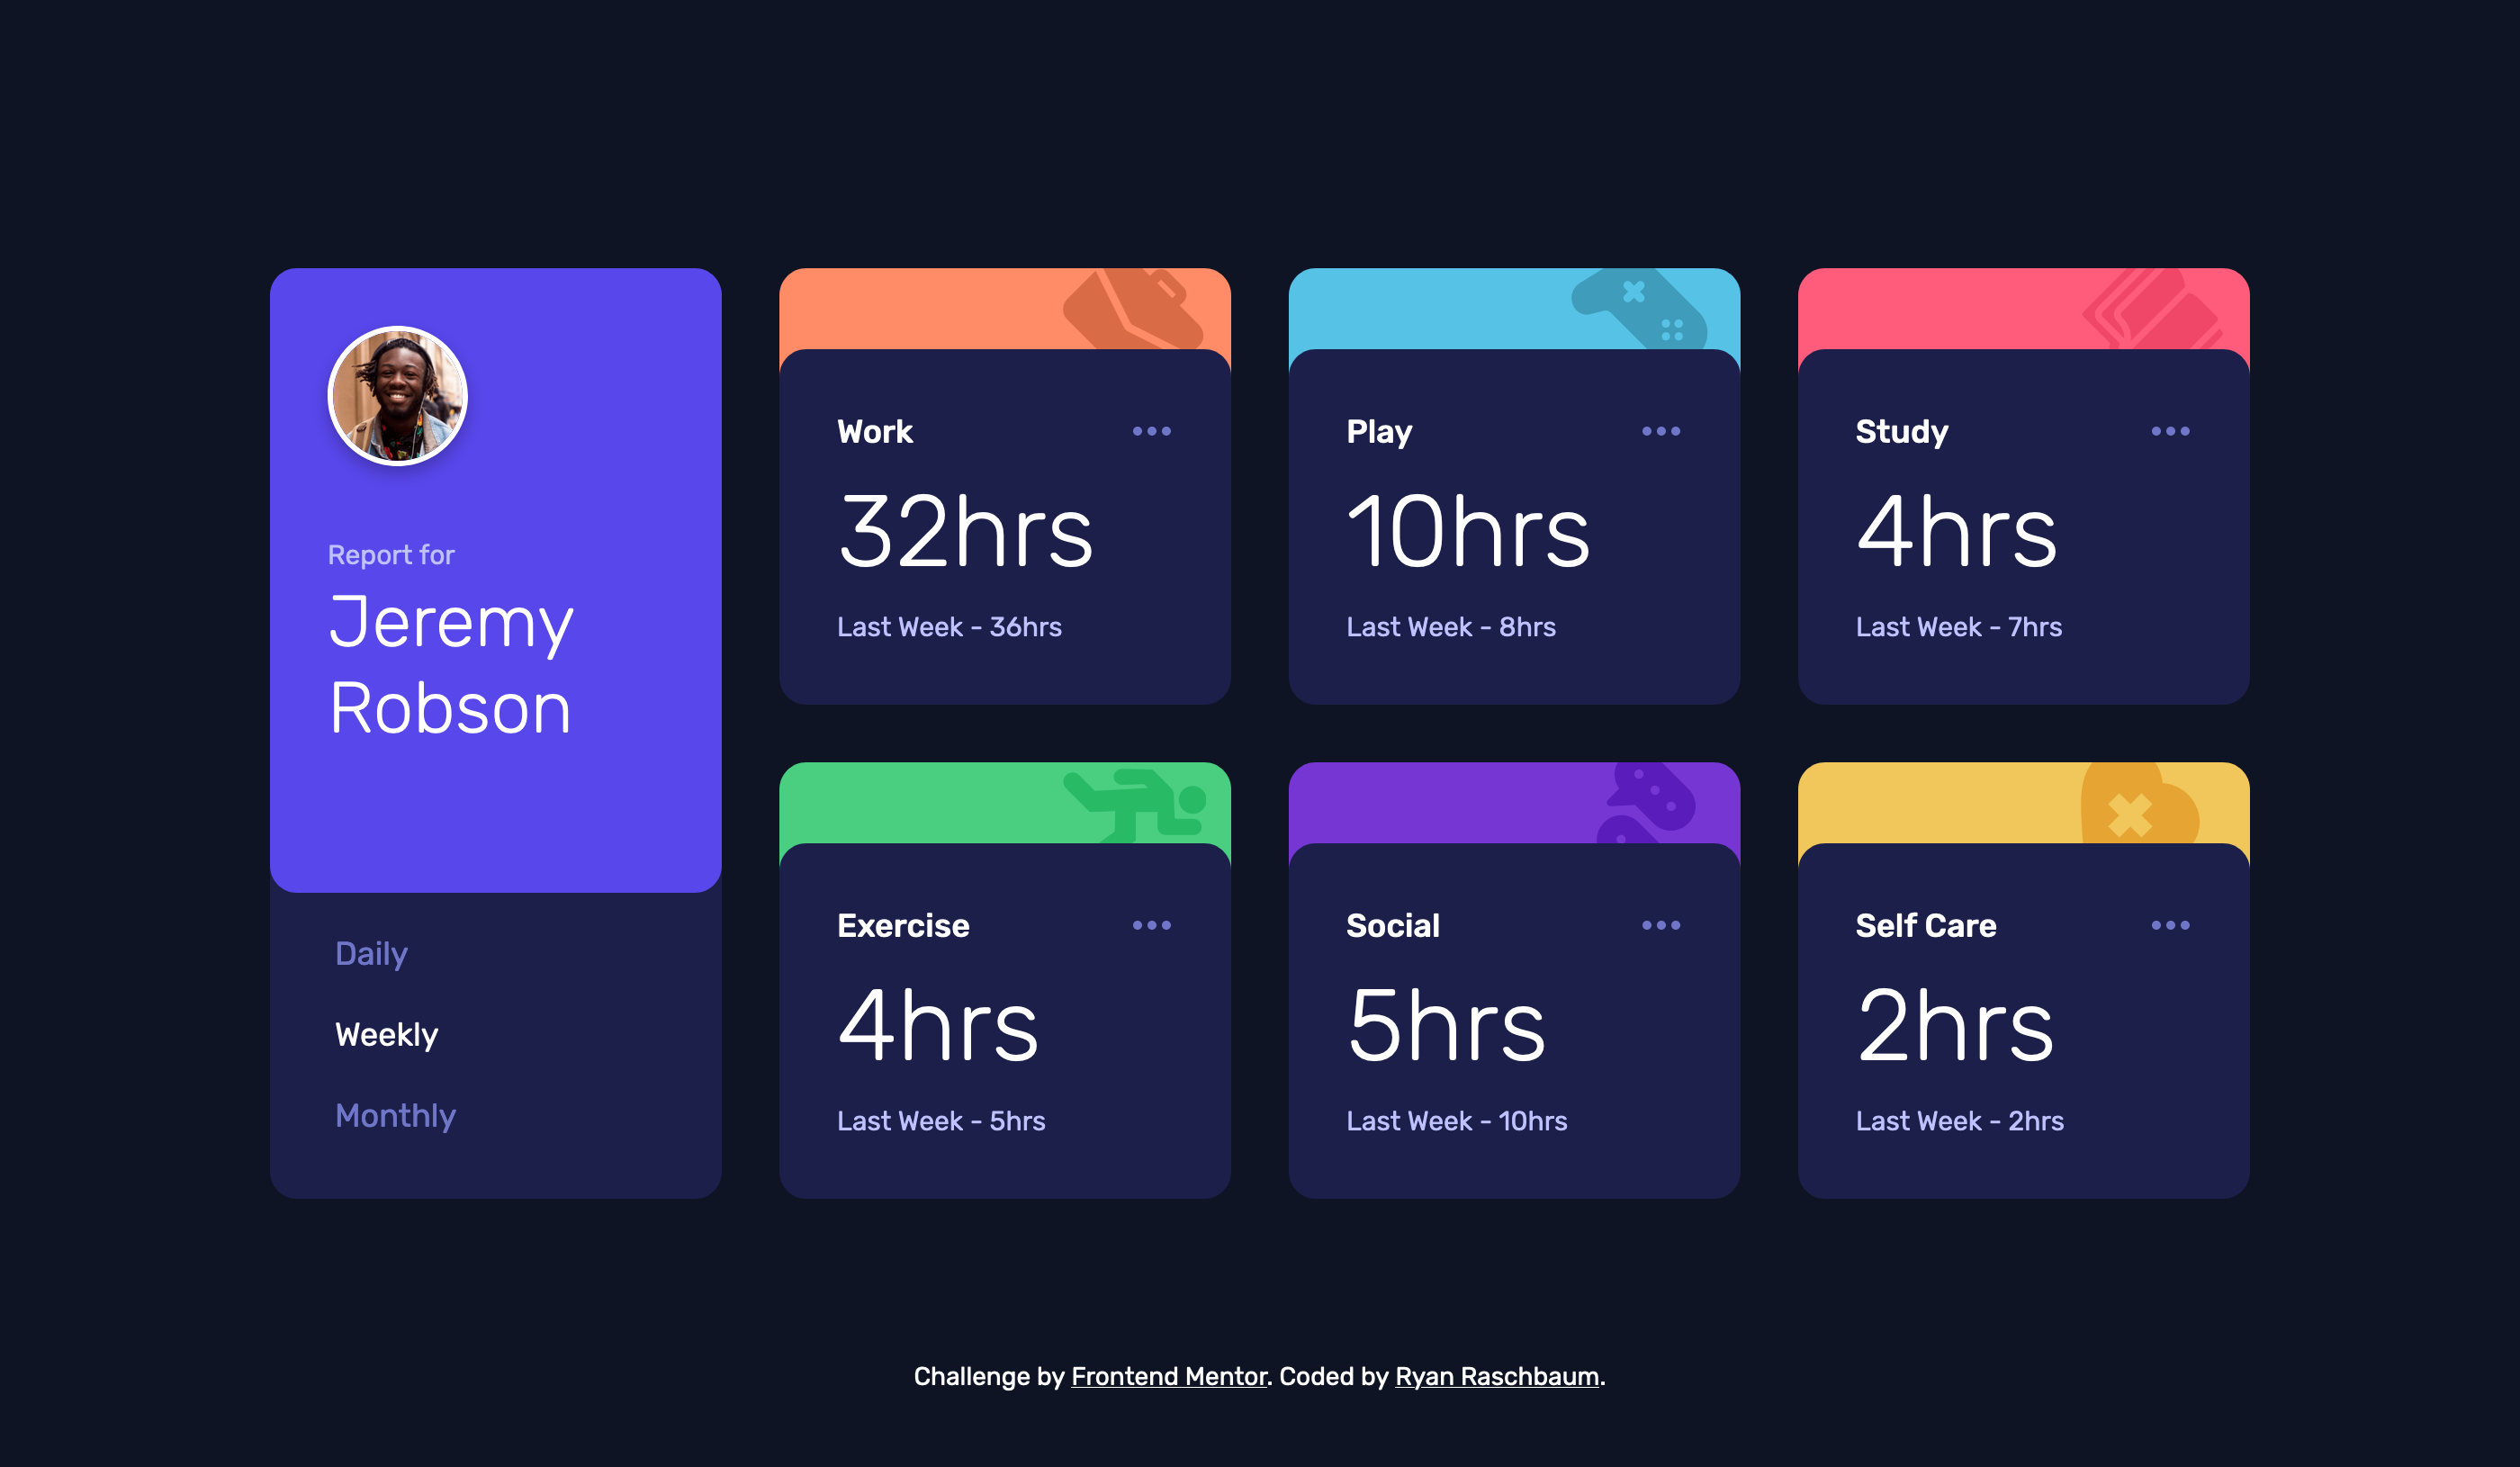 Report for
Jeremy
Robson
Daily
Weekly
Monthly
Work
32hrs
Last Week - 36hrs
Play
10hrs
Last Week - 8hrs
Study
4hrs
Last Week - 7hrs
Exercise
4hrs
Last Week - 5hrs
Social
5hrs
Last Week - 10hrs
Self Care
2hrs
Last Week - 2hrs
Challenge by Frontend Mentor. Coded by Ryan Raschbaum.